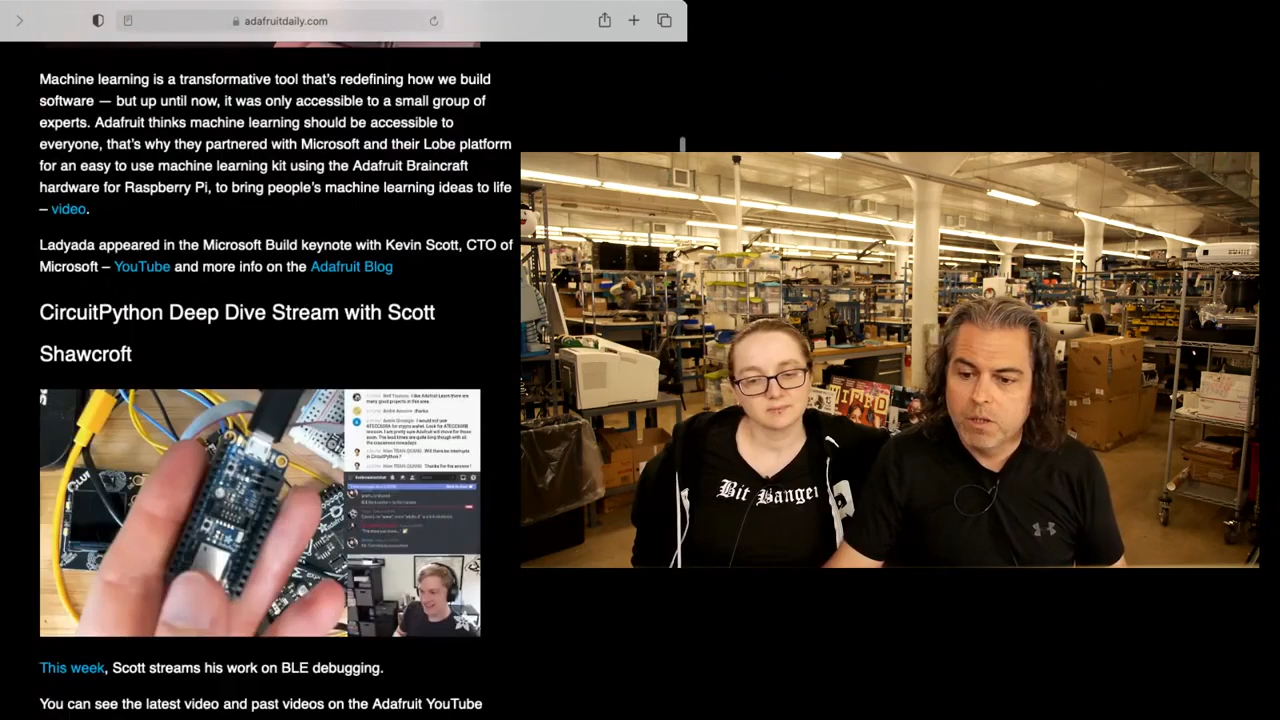 adafruitdaily.com
Machine learning is a transformative tool that's redefining how we build
software — but up until now, it was only accessible to a small group of
experts. Adafruit thinks machine learning should be accessible to
everyone, that's why they partnered with Microsoft and their Lobe platform
for an easy to use machine learning kit using the Adafruit Braincraft
hardware for Raspberry Pi, to bring people's machine learning ideas to life
– video.
Ladyada appeared in the Microsoft Build keynote with Kevin Scott, CTO of
Microsoft – YouTube and more info on the Adafruit Blog
CircuitPython Deep Dive Stream with Scott
Shawcroft
This week, Scott streams his work on BLE debugging.
You can see the latest video and past videos on the Adafruit YouTube
Bit Banger